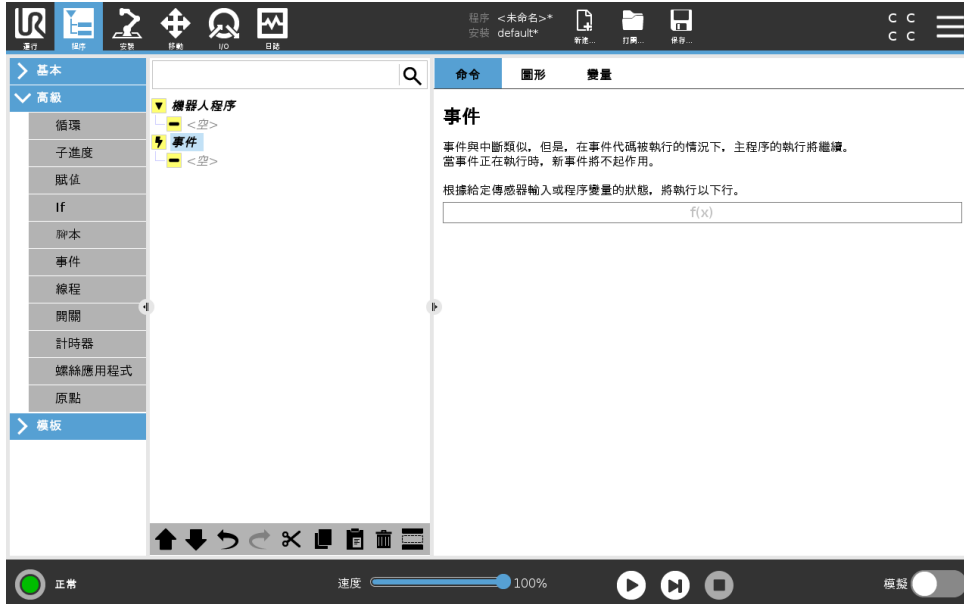 UR
運行
程序
安裝
移動
I/O
日誌
程序 <未命名>*
安裝 default*
新建...
打開...
保存...
C C
C C
基本
高級
循環
子進度
賦值
If
腳本
事件
線程
開關
計時器
螺絲應用程式
原點
模板
機器人程序
<空>
事件
<空>
命令
圖形
變量
事件
事件與中斷類似，但是，在事件代碼被執行的情況下，主程序的執行將繼續。
當事件正在執行時，新事件將不起作用。
根據給定傳感器輸入或程序變量的狀態，將執行以下行。
f(x)
正常
速度
100%
模擬